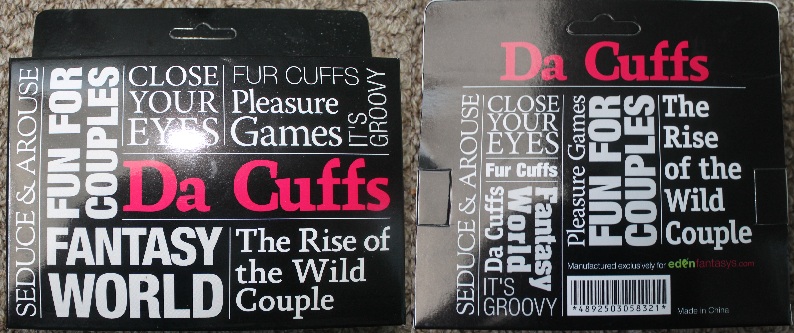 SEDUCE & AROUSE
FUN FOR
COUPLES
CLOSE
YOUR
EYES
FUR CUFFS
Pleasure
Games
IT'S
GROOVY
Da Cuffs
FANTASY
WORLD
The Rise of
the Wild
Couple
Da Cuffs
SEDUCE & AROUSE
CLOSE
YOUR
EYES
Fur Cuffs
Da Cuffs
Fantasy
World
IT'S
GROOVY
Pleasure Games
FUN FOR
COUPLES
The
Rise
of the
Wild
Couple
Manufactured exclusively for edenfantasys.com
*4892503058321*
Made in China